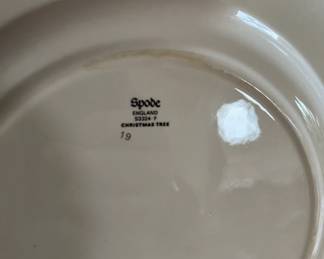 Spode
ENGLAND
S3324 P
CHRISTMAS TREE
19